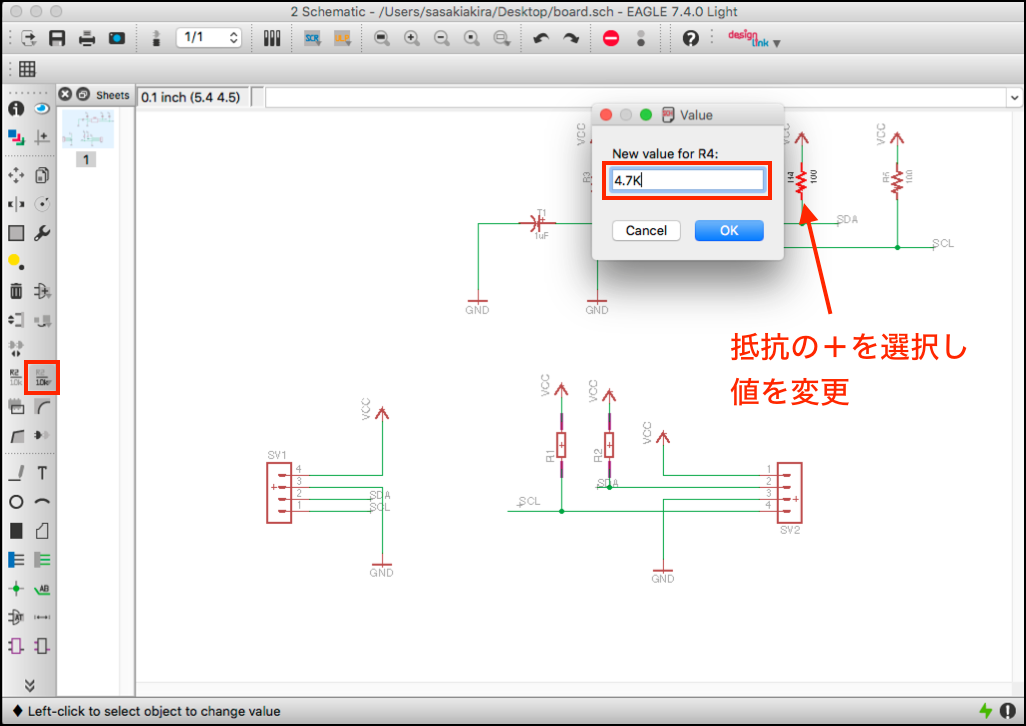 2 Schematic - /Users/sasakiakira/Desktop/board.sch - EAGLE 7.4.0 Light
1/1
SCR
design
link
Sheets
0.1 inch (5.4 4.5)
1
Value
New value for R4:
4.7K
Cancel
OK
VCC
R3
VCC
R4
100
VCC
100
T1
1uF
SDA
SCL
GND
GND
抵抗の＋を選択し
値を変更
R2
10k
R2
10k
VCC
VCC
VCC
VCC
R1
R2
SDA
SCL
SV1
4
3
2
1
SDA
SCL
GND
1
2
3
4
SV2
GND
T
AB
Left-click to select object to change value